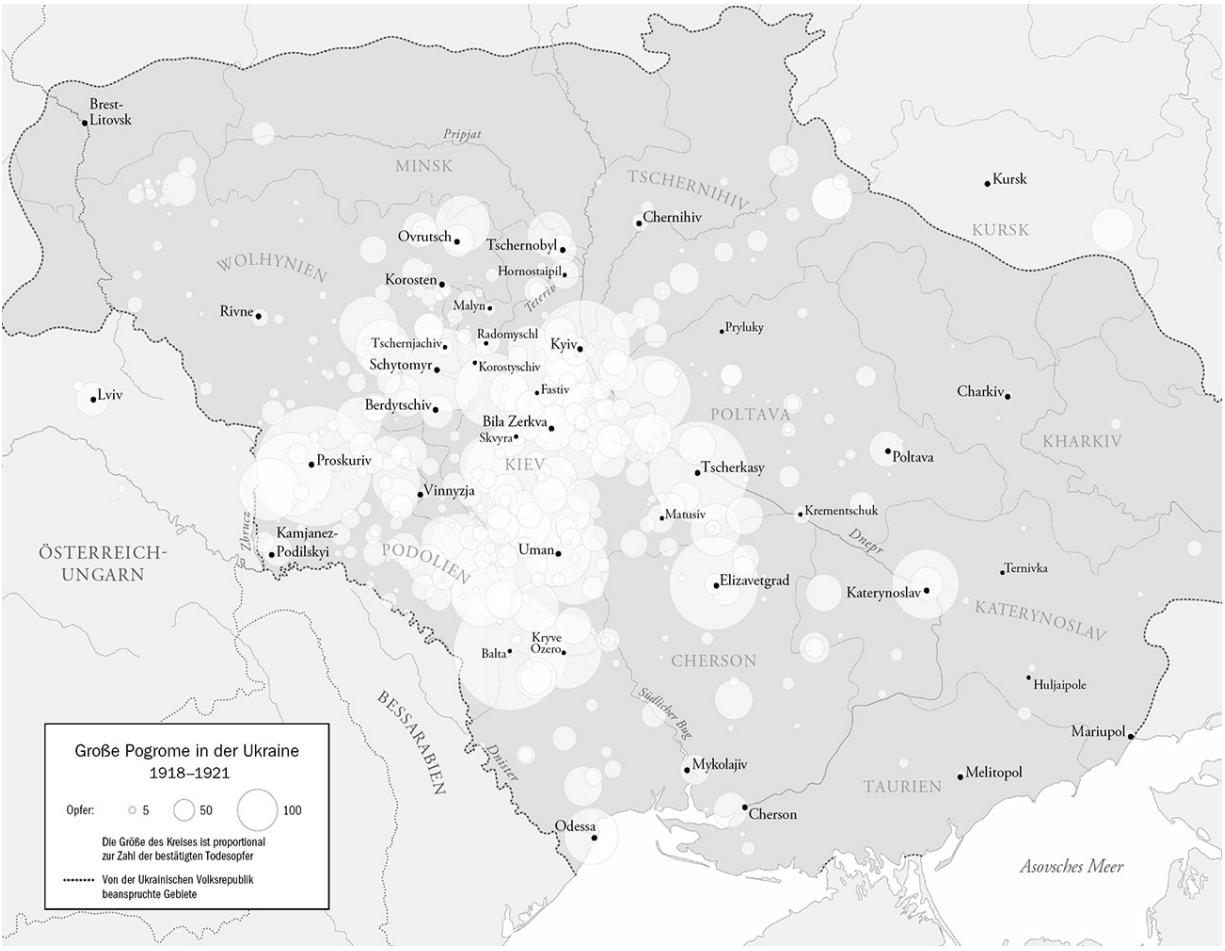 Brest-
Litovsk
Pripjat
MINSK
TSCHERNIHIV
Kursk
KURSK
Chernihiv
Ovrutsch
Tschernobyl
WOLHYNIEN
Hornostaipil
Korosten
Teteriv
Malyn
Rivne
Pryluky
Radomyschl
Tschernjachiv
Kyiv
Schytomyr
Korostyschiv
Lviv
Fastiv
Charkiv
Berdytschiv
POLTAVA
Bila Zerkva
Skvyra
KHARKIV
Poltava
Proskuriv
KIEV
Tscherkasy
Vinnyzja
Matusiv
Krementschuk
Zbrucz
Kamjanez-
Podilskyi
Dnepr
ÖSTERREICH-
UNGARN
PODOLIEN
Uman
Ternivka
Elizavetgrad
Katerynoslav
KATERYNOSLAV
Kryve
Ozero
Balta
CHERSON
Huljaipole
BESSARABIEN
Südlicher Bug
Mariupol
Dnister
Mykolajiv
Melitopol
TAURIEN
Cherson
Odessa
Asovsches Meer
Große Pogrome in der Ukraine
1918–1921
Opfer: 5 50 100
Die Größe des Kreises ist proportional
zur Zahl der bestätigten Todesopfer
Von der Ukrainischen Volksrepublik
beanspruchte Gebiete